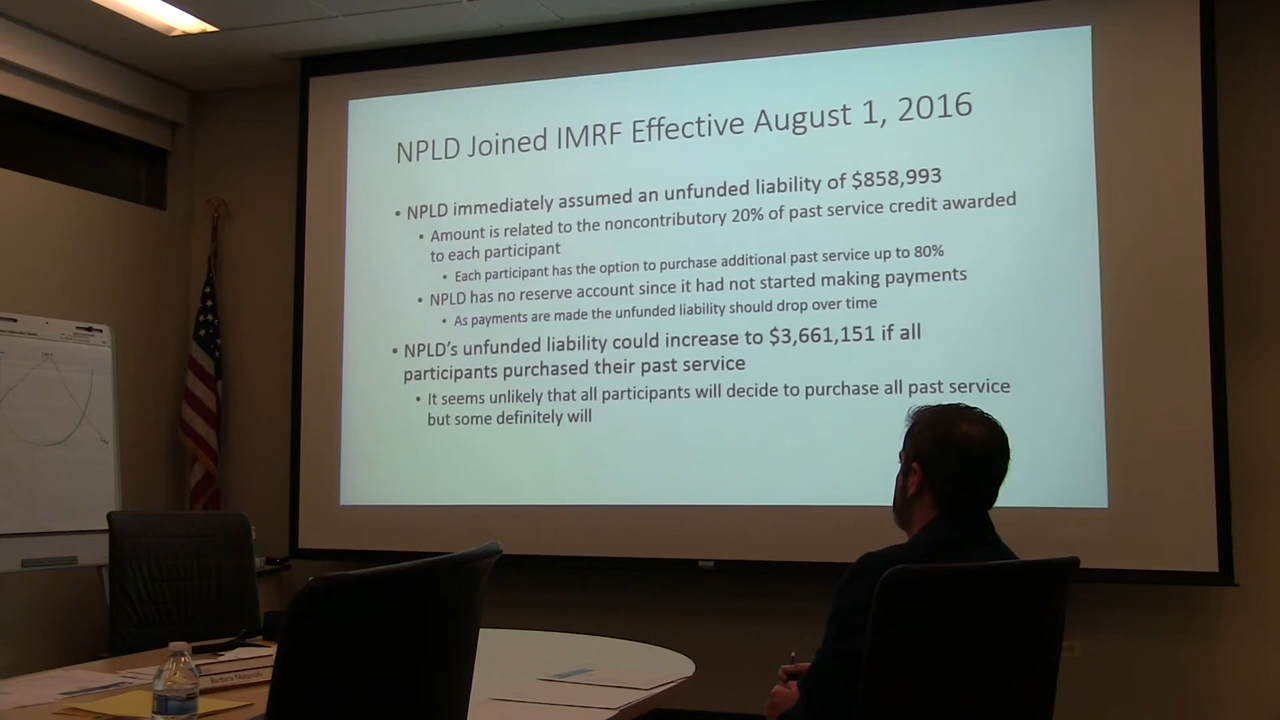 NPLD Joined IMRF Effective August 1, 2016
• NPLD immediately assumed an unfunded liability of $858,993
• Amount is related to the noncontributory 20% of past service credit awarded
to each participant
• Each participant has the option to purchase additional past service up to 80%
• NPLD has no reserve account since it had not started making payments
• As payments are made the unfunded liability should drop over time
• NPLD's unfunded liability could increase to $3,661,151 if all
participants purchased their past service
• It seems unlikely that all participants will decide to purchase all past service
but some definitely will
Barbara